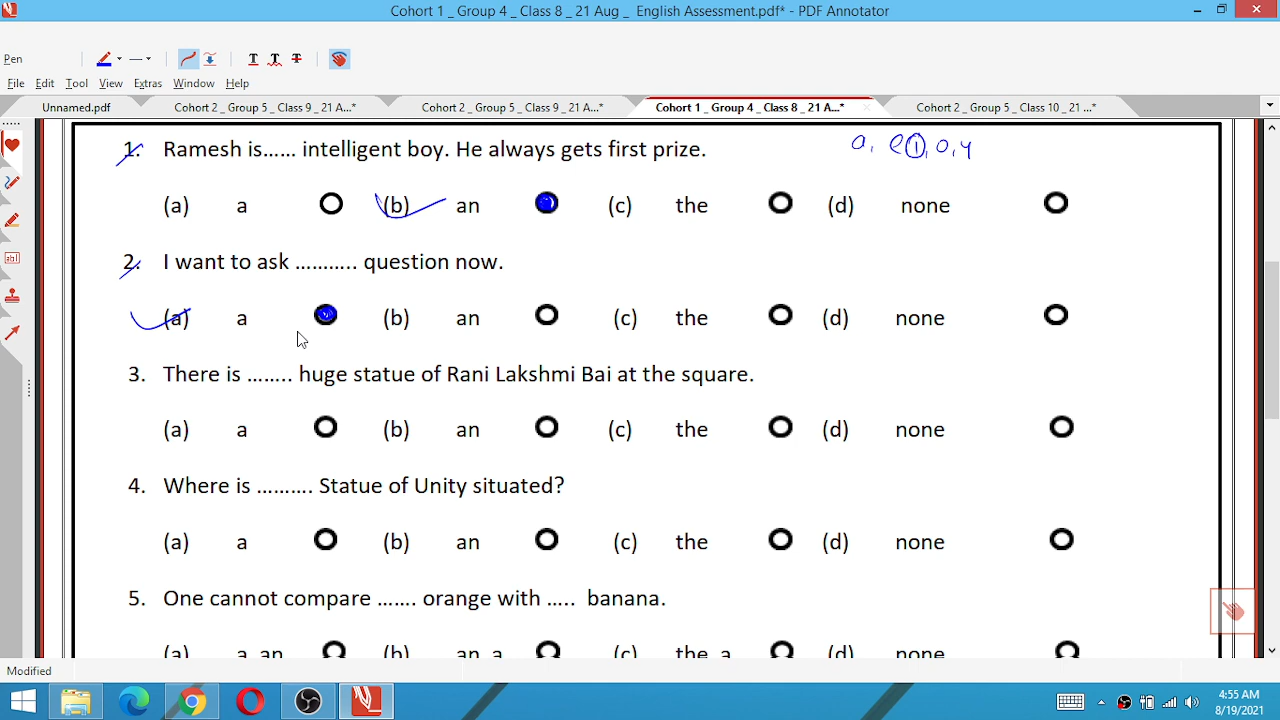 Cohort 1 _ Group 4 _ Class 8 _ 21 Aug _ English Assessment.pdf* - PDF Annotator
Pen
T T T
File Edit Tool View Extras Window Help
Unnamed.pdf Cohort 2 _ Group 5 _ Class 9 _ 21 A...* Cohort 2 _ Group 5 _ Class 9 _ 21 A...* Cohort 1 _ Group 4 _ Class 8 _ 21 A...* Cohort 2 _ Group 5 _ Class 10 _ 21 ...*
1. Ramesh is...... intelligent boy. He always gets first prize. a, e i, o, 4
(a) a (b) an (c) the (d) none
2. I want to ask ........... question now.
(a) a (b) an (c) the (d) none
3. There is ........ huge statue of Rani Lakshmi Bai at the square.
(a) a (b) an (c) the (d) none
4. Where is .......... Statue of Unity situated?
(a) a (b) an (c) the (d) none
5. One cannot compare ....... orange with ..... banana.
(a) a, an (b) an, a (c) the, a (d) none
Modified
4:55 AM
8/19/2021